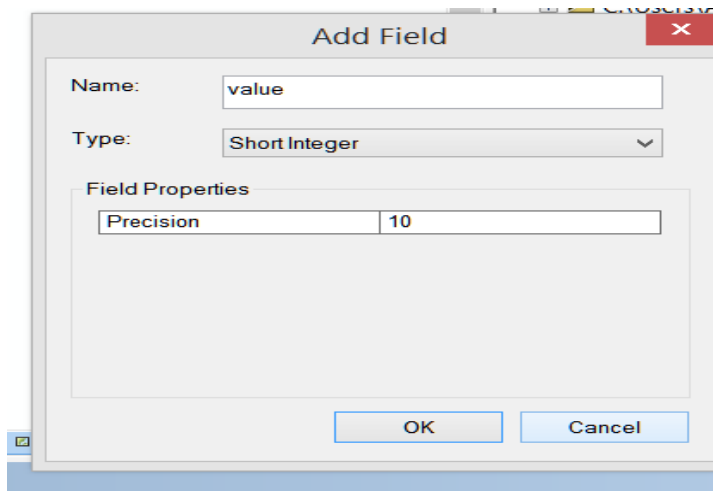 Add Field
Name:
value
Type:
Short Integer
Field Properties
Precision 10
OK Cancel